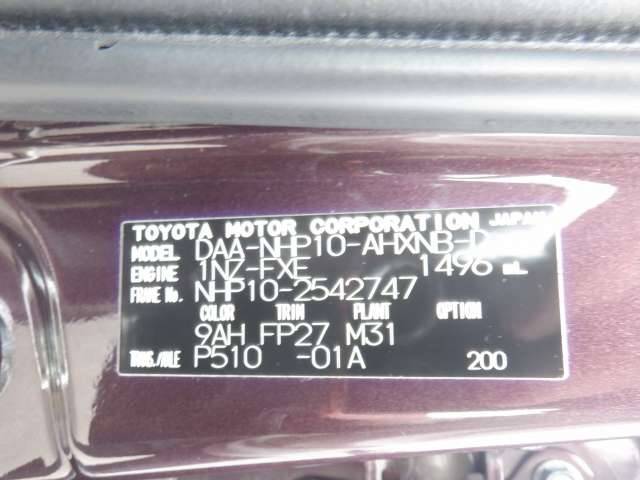 TOYOTA MOTOR CORPORATION JAPAN
MODEL DAA-NHP10-AHXNB-
ENGINE 1NZ-FXE 1496 mL
FRAME No. NHP10-2542747
COLOR TRIM PLANT OPTION
9AH FP27 M31
TRANS./AXLE P510 -01A 200